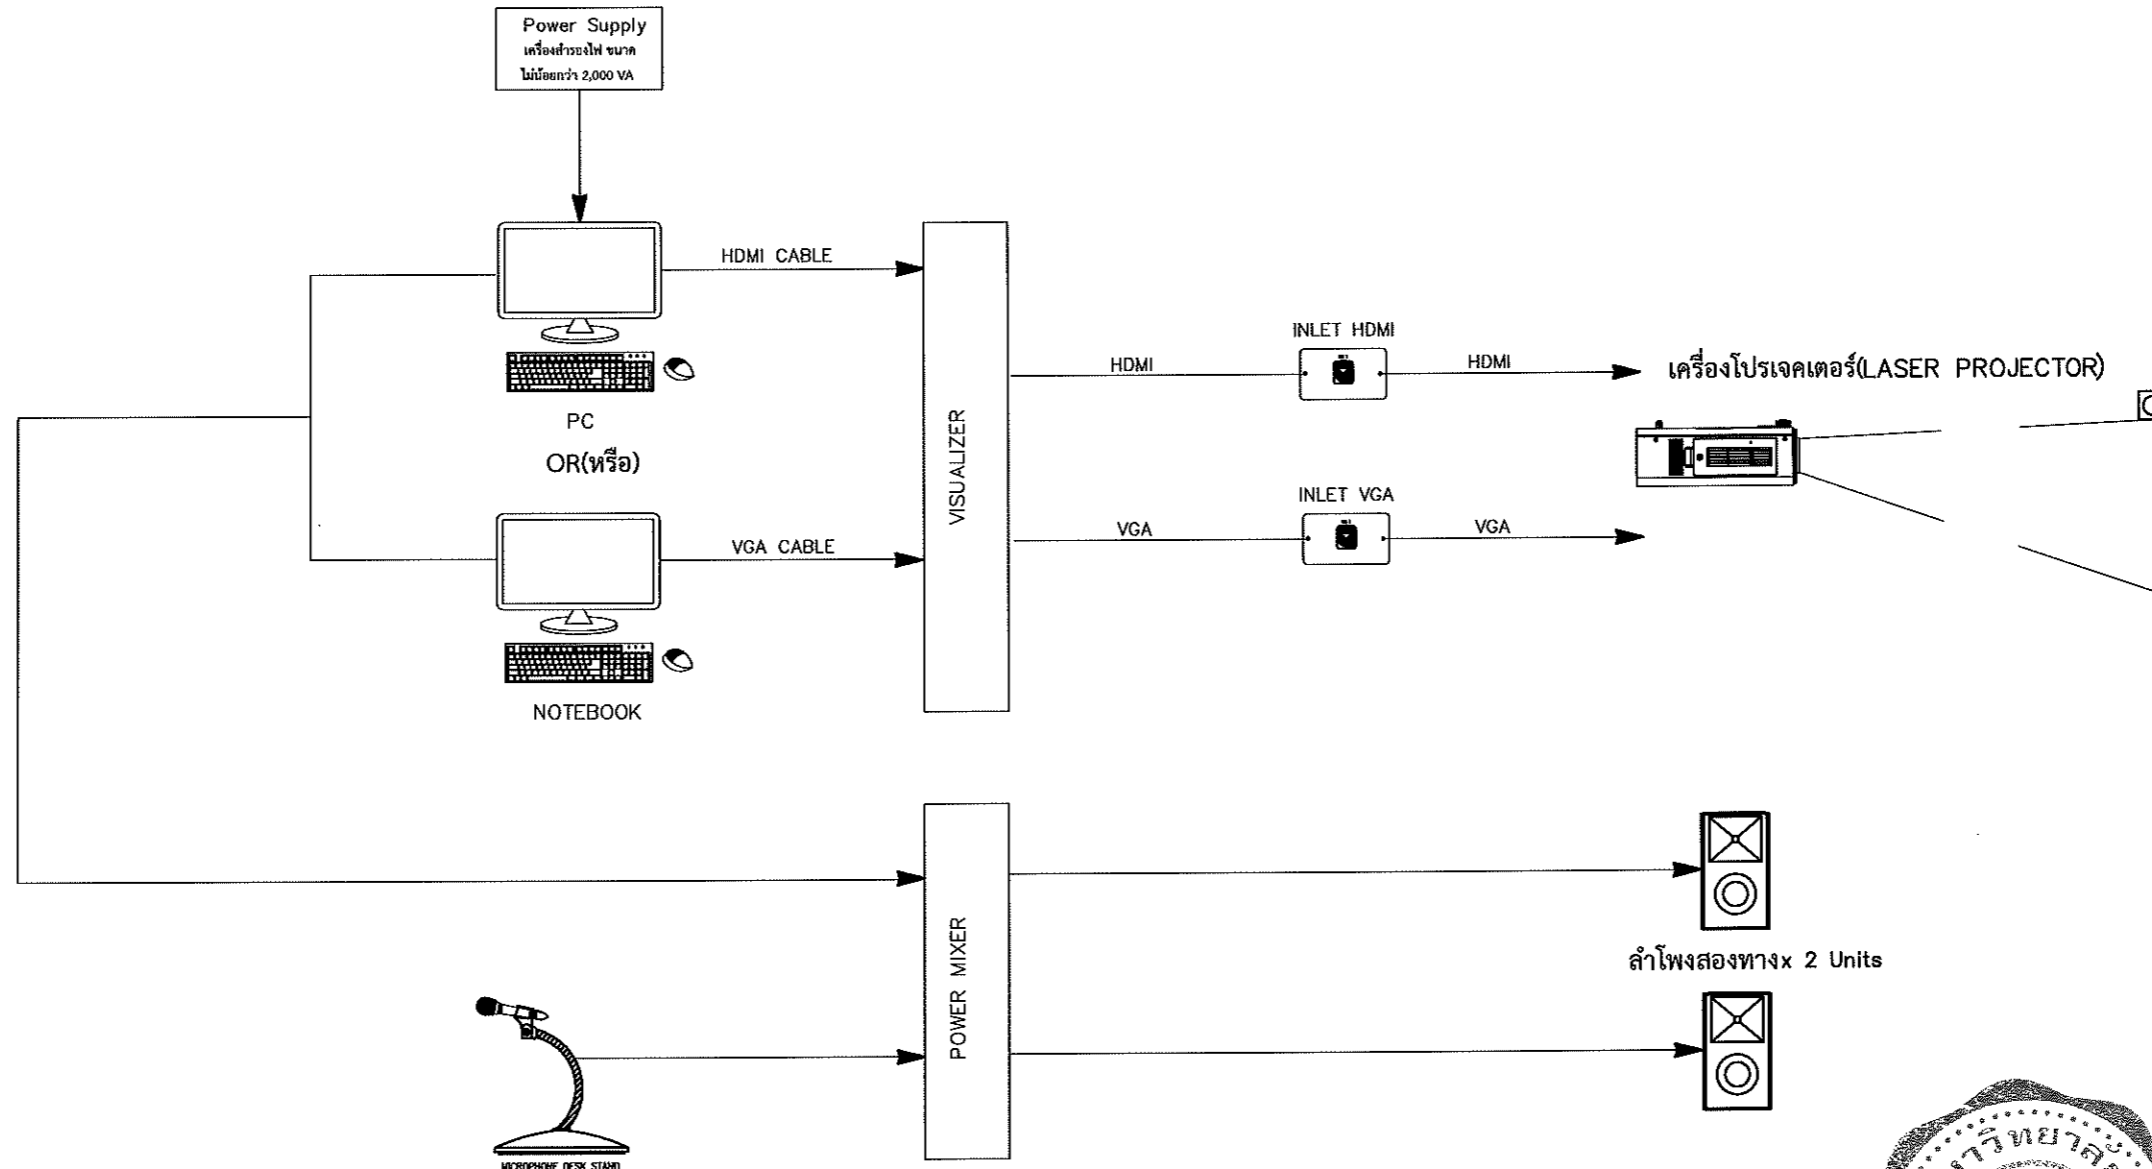 Power Supply
เครื่องสำรองไฟ ขนาด
ไม่น้อยกว่า 2,000 VA
HDMI CABLE
PC
OR(หรือ)
VGA CABLE
NOTEBOOK
VISUALIZER
HDMI
INLET HDMI
HDMI
เครื่องโปรเจคเตอร์(LASER PROJECTOR)
VGA
INLET VGA
VGA
POWER MIXER
ลำโพงสองทางx 2 Units
MICROPHONE DESK STAND